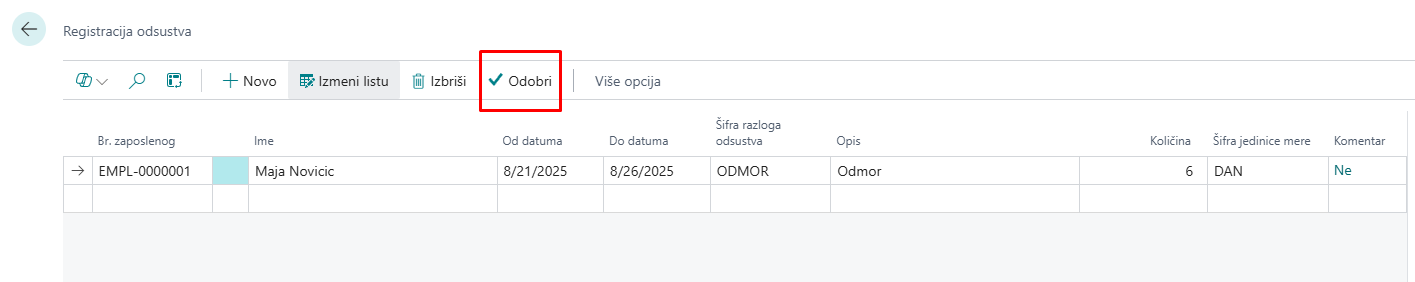 Registracija odsustva
Novo Izmeni listu Izbriši Odobri Više opcija
Br. zaposlenog Ime Od datuma Do datuma Šifra razloga odsustva Opis Količina Šifra jedinice mere Komentar
EMPL-0000001 Maja Novicic 8/21/2025 8/26/2025 ODMOR Odmor 6 DAN Ne